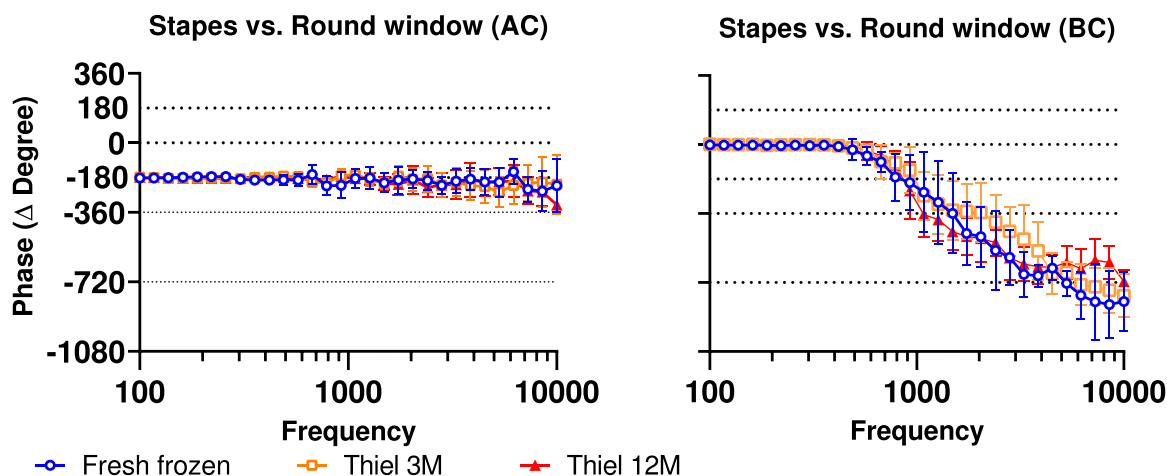 Stapes vs. Round window (AC)
Stapes vs. Round window (BC)
Phase (Δ Degree)
360
180
0
-180
-360
-720
-1080
100
1000
10000
100
1000
10000
Frequency
Frequency
Fresh frozen
Thiel 3M
Thiel 12M